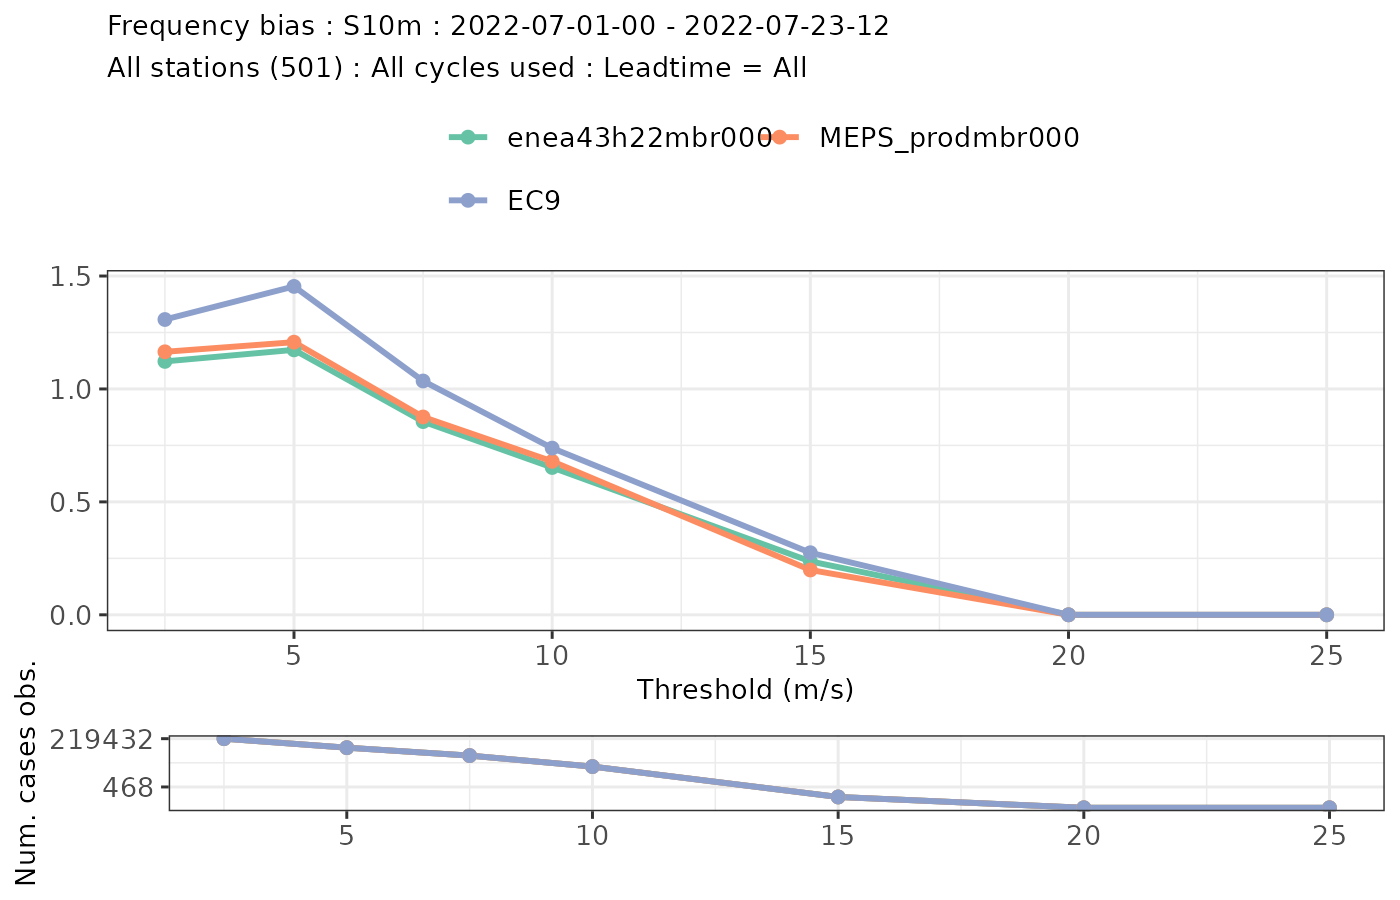 Frequency bias : S10m : 2022-07-01-00 - 2022-07-23-12
All stations (501) : All cycles used : Leadtime = All
enea43h22mbr000 MEPS_prodmbr000
EC9
1.5
1.0
0.5
0.0
5 10 15 20 25
Threshold (m/s)
Num. cases obs.
219432
468
5 10 15 20 25